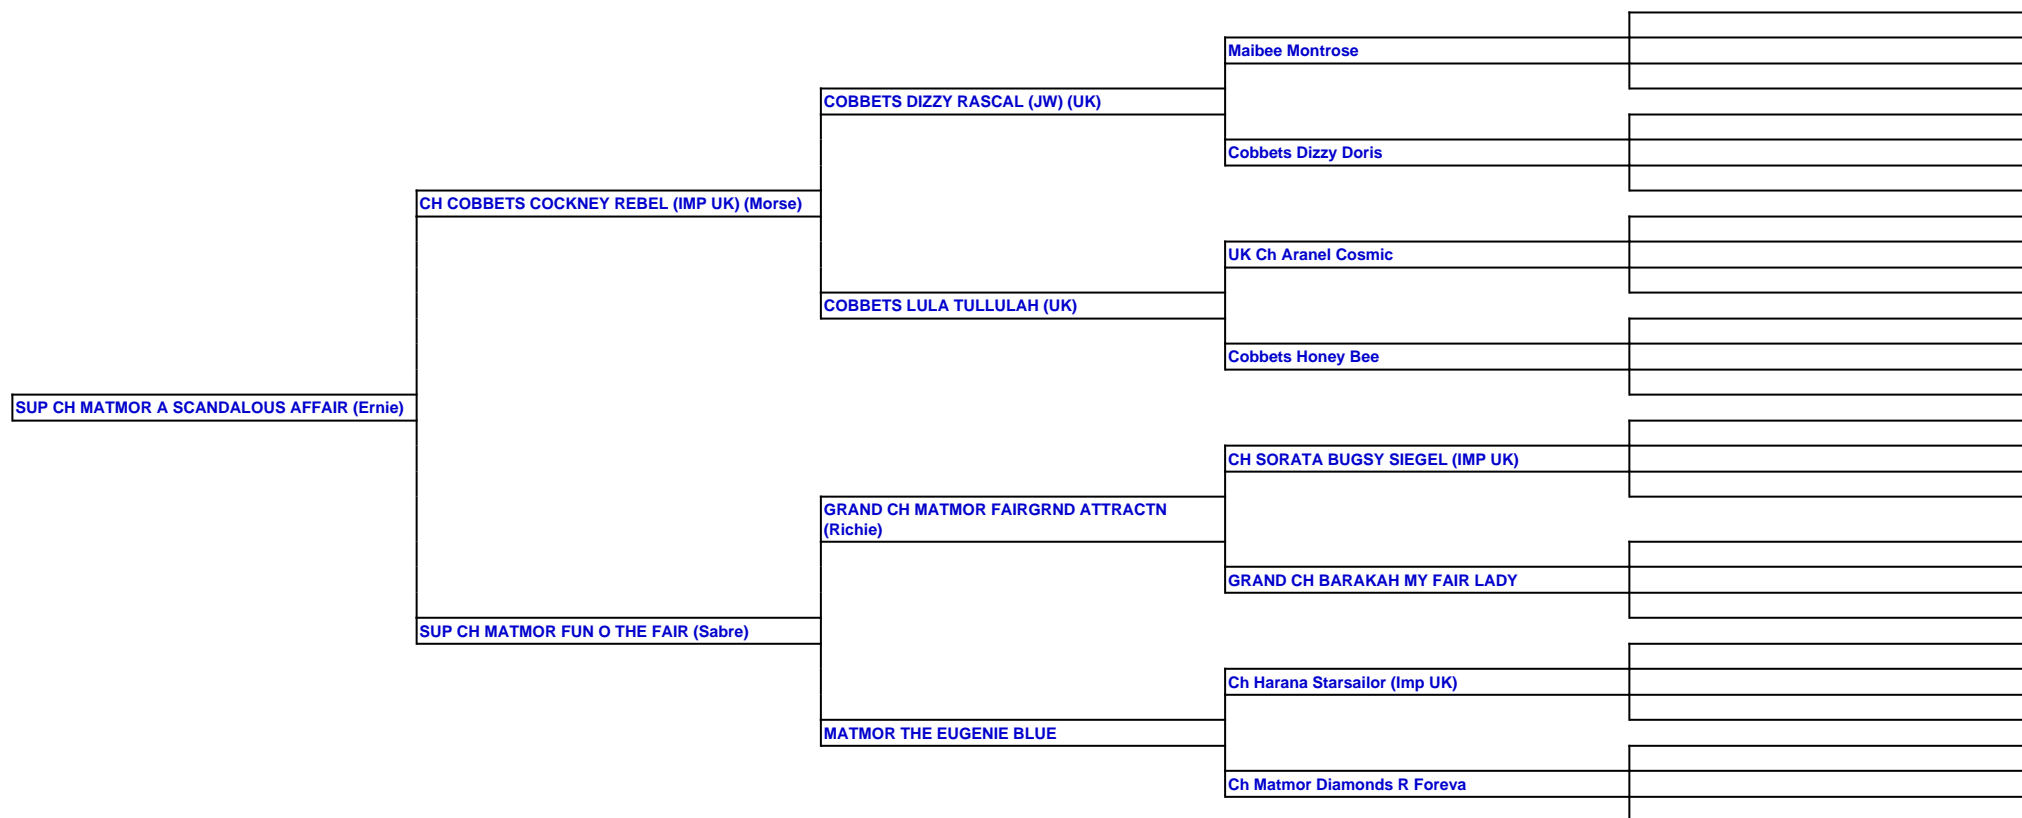 Maibee Montrose
COBBETS DIZZY RASCAL (JW) (UK)
Cobbets Dizzy Doris
CH COBBETS COCKNEY REBEL (IMP UK) (Morse)
UK Ch Aranel Cosmic
COBBETS LULA TULLULAH (UK)
Cobbets Honey Bee
SUP CH MATMOR A SCANDALOUS AFFAIR (Ernie)
CH SORATA BUGSY SIEGEL (IMP UK)
GRAND CH MATMOR FAIRGRND ATTRACTN
(Richie)
GRAND CH BARAKAH MY FAIR LADY
SUP CH MATMOR FUN O THE FAIR (Sabre)
Ch Harana Starsailor (Imp UK)
MATMOR THE EUGENIE BLUE
Ch Matmor Diamonds R Foreva